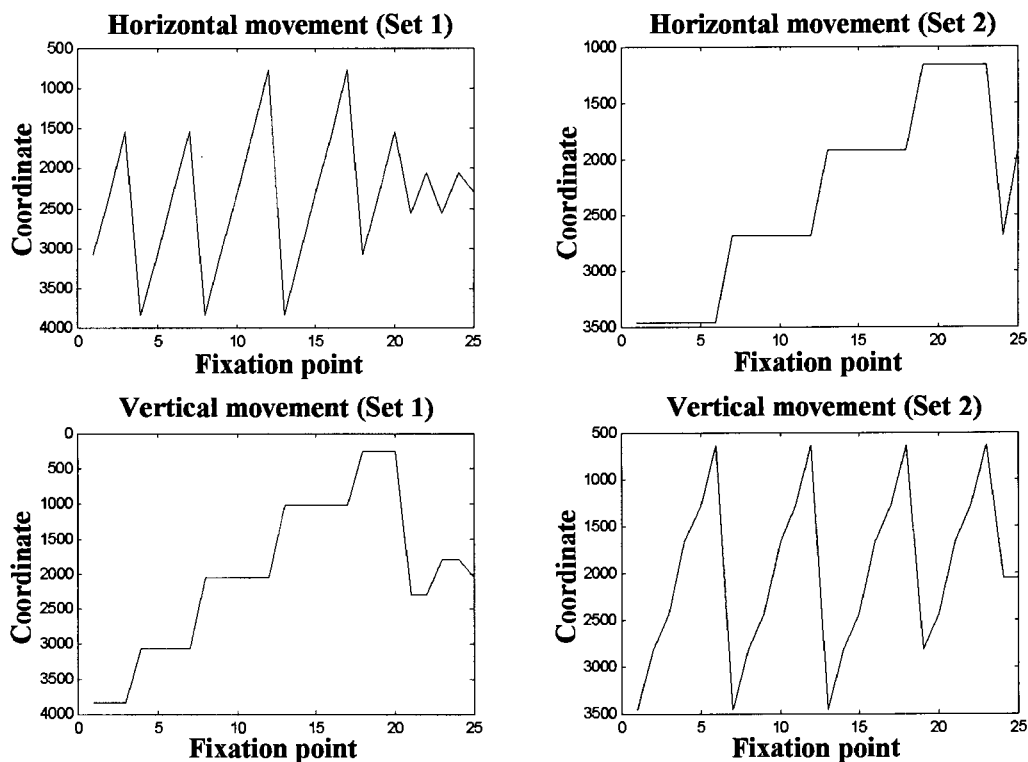 Horizontal movement (Set 1)
500
1000
1500
2000
2500
3000
3500
4000
Coordinate
0 5 10 15 20 25
Fixation point
Horizontal movement (Set 2)
1000
1500
2000
2500
3000
3500
Coordinate
0 5 10 15 20 25
Fixation point
Vertical movement (Set 1)
0
500
1000
1500
2000
2500
3000
3500
4000
Coordinate
0 5 10 15 20 25
Fixation point
Vertical movement (Set 2)
500
1000
1500
2000
2500
3000
3500
Coordinate
0 5 10 15 20 25
Fixation point